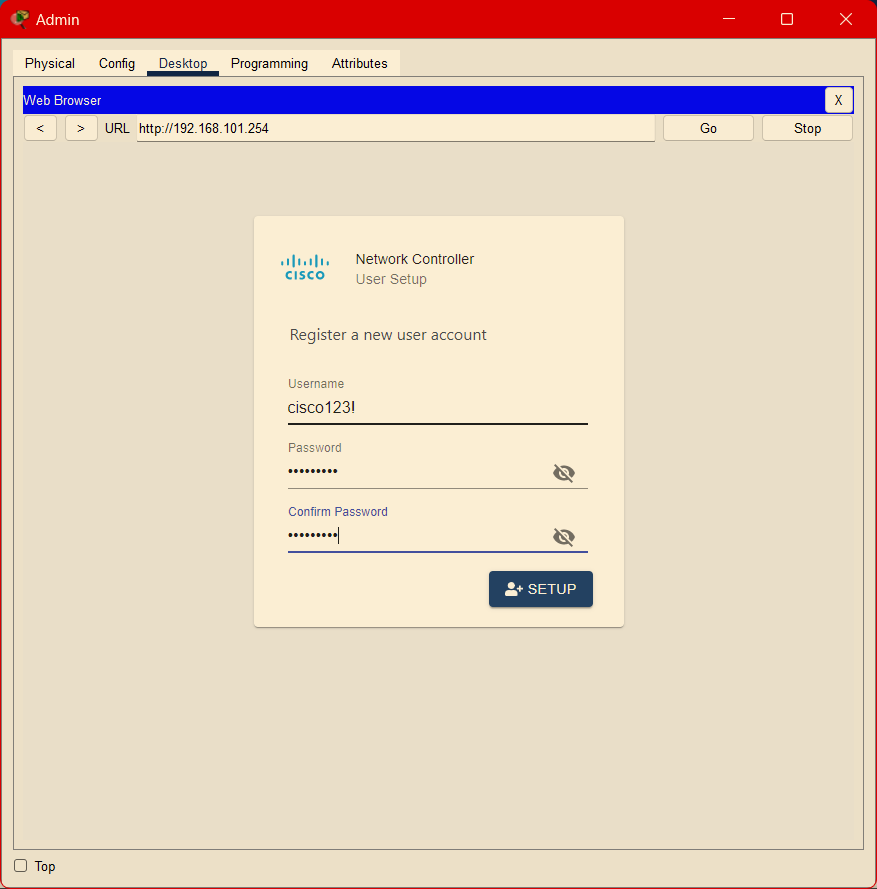 Admin
Physical Config Desktop Programming Attributes
Web Browser X
< > URL http://192.168.101.254 Go Stop
CISCO
Network Controller
User Setup
Register a new user account
Username
cisco123!
Password
•••••••••
Confirm Password
•••••••••
SETUP
Top